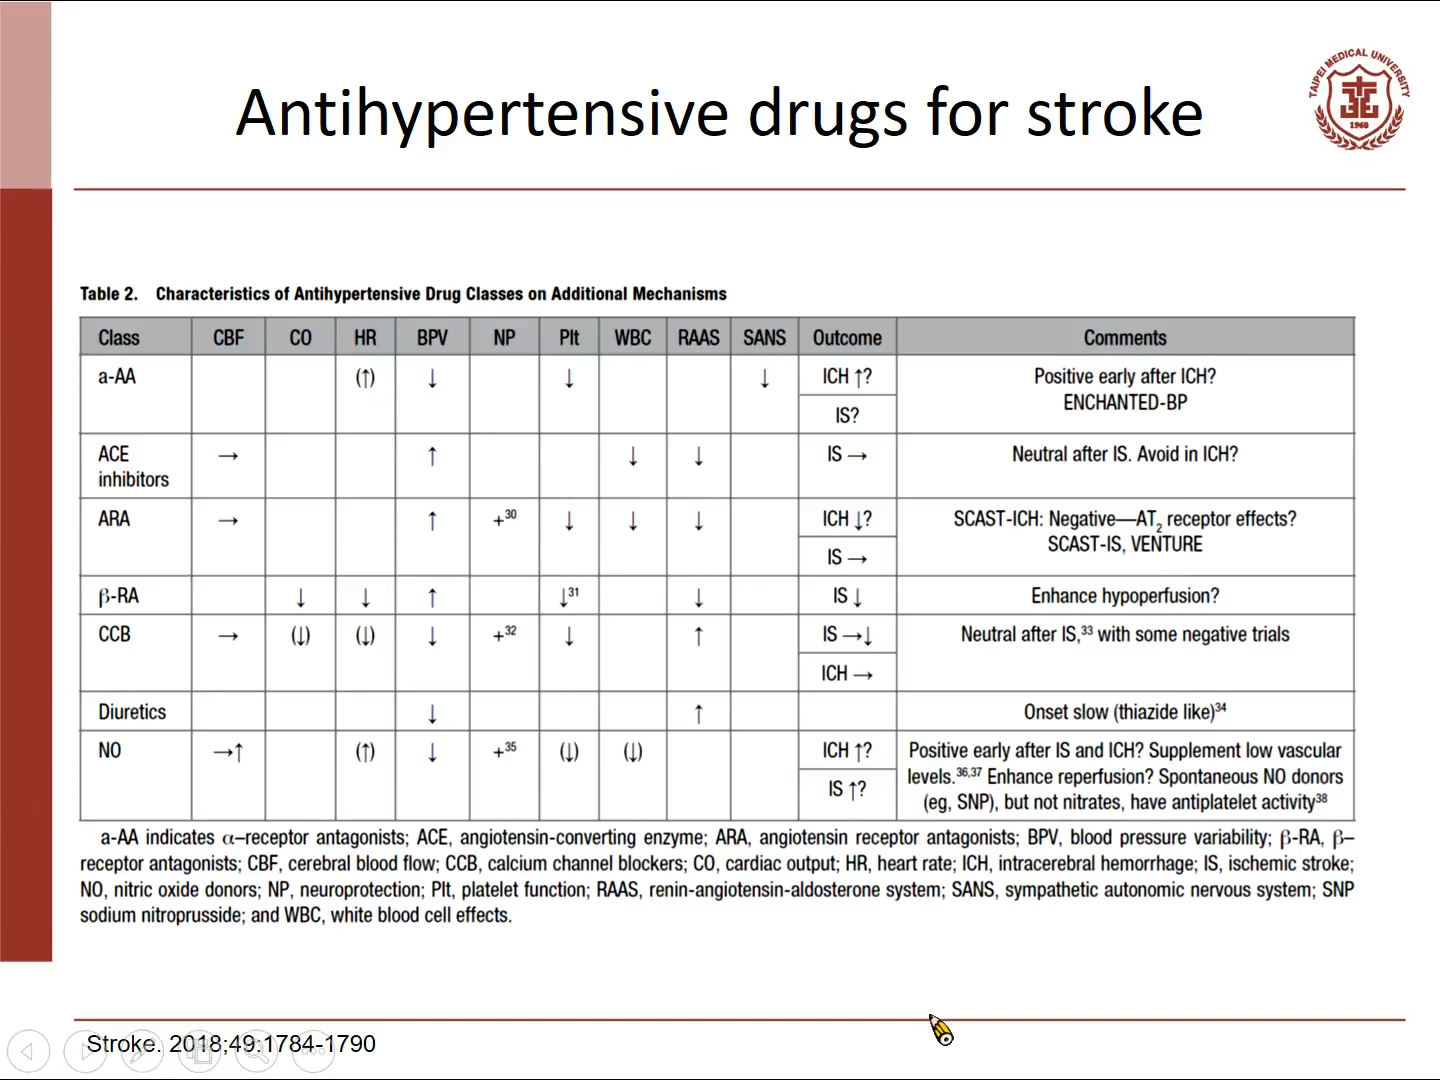 Antihypertensive drugs for stroke
TAIPEI MEDICAL UNIVERSITY
1960
Table 2. Characteristics of Antihypertensive Drug Classes on Additional Mechanisms
Class CBF CO HR BPV NP Plt WBC RAAS SANS Outcome Comments
a-AA (↑) ↓ ↓ ↓ ICH ↑? Positive early after ICH?
ENCHANTED-BP
IS?
ACE → ↑ ↓ ↓ IS → Neutral after IS. Avoid in ICH?
inhibitors
ARA → ↑ +30 ↓ ↓ ↓ ICH ↓? SCAST-ICH: Negative—AT2 receptor effects?
SCAST-IS, VENTURE
IS →
β-RA ↓ ↓ ↑ ↓31 ↓ IS ↓ Enhance hypoperfusion?
CCB → (↓) (↓) ↓ +32 ↓ ↑ IS →↓ Neutral after IS,33 with some negative trials
ICH →
Diuretics ↓ ↑ Onset slow (thiazide like)34
NO →↑ (↑) ↓ +35 (↓) (↓) ICH ↑? Positive early after IS and ICH? Supplement low vascular
levels.36,37 Enhance reperfusion? Spontaneous NO donors
IS ↑?
(eg, SNP), but not nitrates, have antiplatelet activity38
a-AA indicates α–receptor antagonists; ACE, angiotensin-converting enzyme; ARA, angiotensin receptor antagonists; BPV, blood pressure variability; β-RA, β–
receptor antagonists; CBF, cerebral blood flow; CCB, calcium channel blockers; CO, cardiac output; HR, heart rate; ICH, intracerebral hemorrhage; IS, ischemic stroke;
NO, nitric oxide donors; NP, neuroprotection; Plt, platelet function; RAAS, renin-angiotensin-aldosterone system; SANS, sympathetic autonomic nervous system; SNP
sodium nitroprusside; and WBC, white blood cell effects.
Stroke. 2018;49:1784-1790